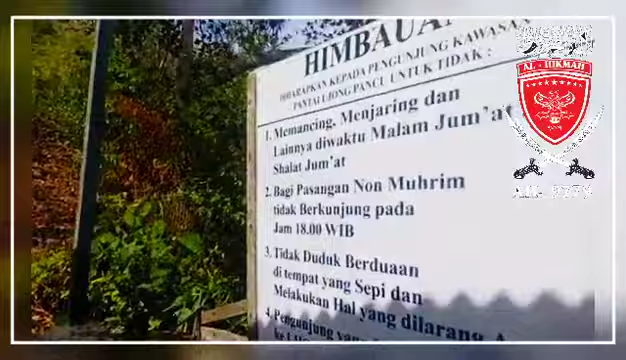 HIMBAUAN
DIHARAPKAN KEPADA PENGUNJUNG KAWASAN
PANTAI UJONG PANCU UNTUK TIDAK :
1. Memancing, Menjaring dan
Lainnya diwaktu Malam Jum'at
Shalat Jum'at
2. Bagi Pasangan Non Muhrim
tidak Berkunjung pada
Jam 18.00 WIB
3. Tidak Duduk Berduaan
di tempat yang Sepi dan
Melakukan Hal yang dilarang
4. Pengunjung yang
AL - HIKMAH